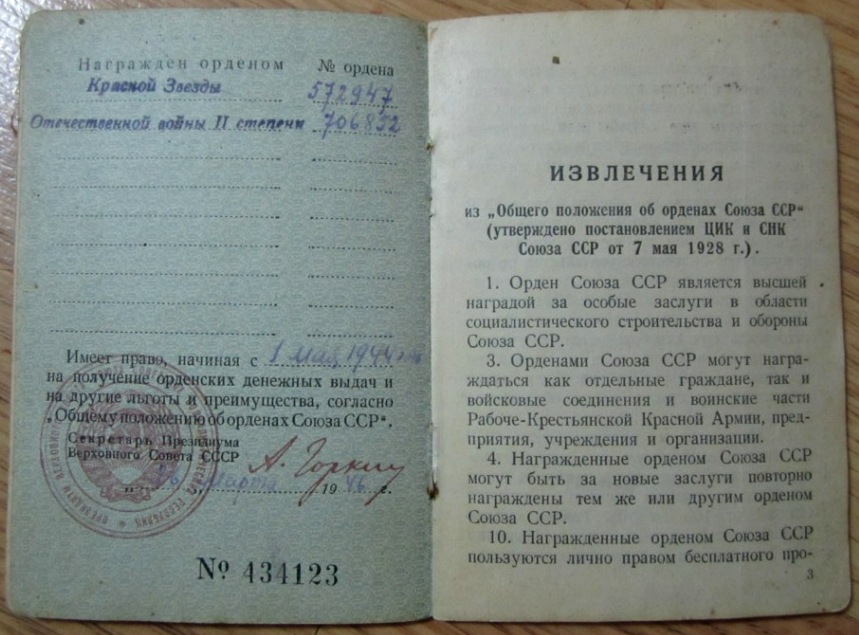 Награжден орденом № ордена
Красной Звезды 572947
Отечественной войны II степени 706832
Имеет право, начиная с 1 мая 1944
на получение орденских денежных выдач и
на другие льготы и преимущества, согласно
„Общему положению об орденах Союза ССР“.
Секретарь Президиума
Верховного Совета СССР А. Горкин
26 марта 1946 г.
№ 434123
ИЗВЛЕЧЕНИЯ
из „Общего положения об орденах Союза ССР“
(утверждено постановлением ЦИК и СНК
Союза ССР от 7 мая 1928 г.).
1. Орден Союза ССР является высшей
наградой за особые заслуги в области
социалистического строительства и обороны
Союза ССР.
3. Орденами Союза ССР могут награ-
ждаться как отдельные граждане, так и
войсковые соединения и воинские части
Рабоче-Крестьянской Красной Армии, пред-
приятия, учреждения и организации.
4. Награжденные орденом Союза ССР
могут быть за новые заслуги повторно
награждены тем же или другим орденом
Союза ССР.
10. Награжденные орденом Союза ССР
пользуются лично правом бесплатного про-
3